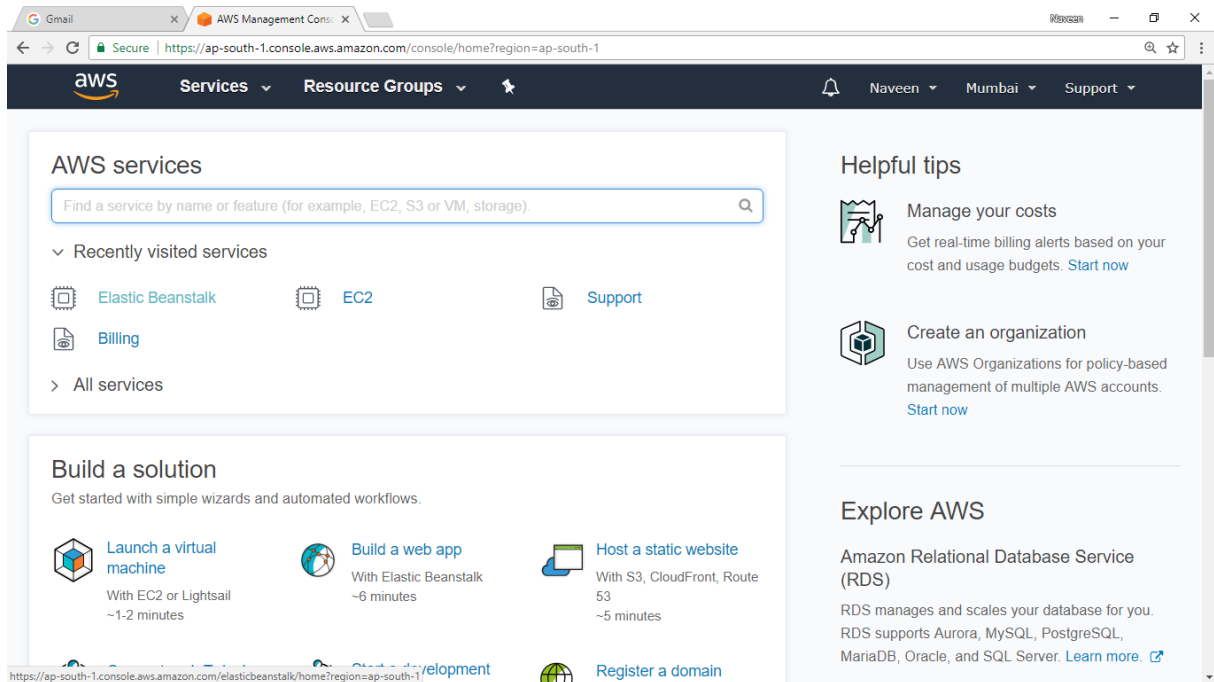 Gmail
AWS Management Conso
Naveen
Secure
https://ap-south-1.console.aws.amazon.com/console/home?region=ap-south-1
aws
Services
Resource Groups
Naveen
Mumbai
Support
AWS services
Find a service by name or feature (for example, EC2, S3 or VM, storage).
Recently visited services
Elastic Beanstalk
EC2
Support
Billing
All services
Build a solution
Get started with simple wizards and automated workflows.
Launch a virtual
machine
With EC2 or Lightsail
~1-2 minutes
Build a web app
With Elastic Beanstalk
~6 minutes
Host a static website
With S3, CloudFront, Route
53
~5 minutes
Start a development
Register a domain
Helpful tips
Manage your costs
Get real-time billing alerts based on your
cost and usage budgets. Start now
Create an organization
Use AWS Organizations for policy-based
management of multiple AWS accounts.
Start now
Explore AWS
Amazon Relational Database Service
(RDS)
RDS manages and scales your database for you.
RDS supports Aurora, MySQL, PostgreSQL,
MariaDB, Oracle, and SQL Server. Learn more.
https://ap-south-1.console.aws.amazon.com/elasticbeanstalk/home?region=ap-south-1